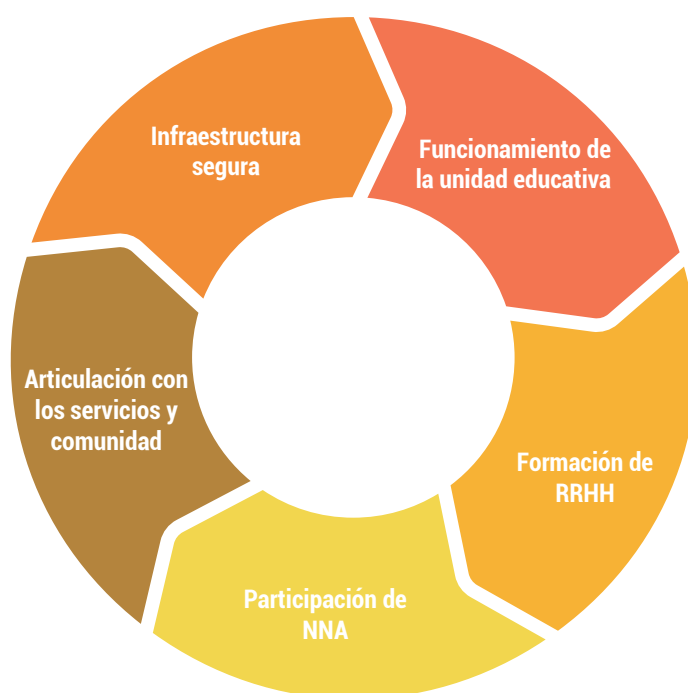 Infraestructura
segura
Funcionamiento de
la unidad educativa
Formación de
RRHH
Participación de
NNA
Articulación con
los servicios y
comunidad